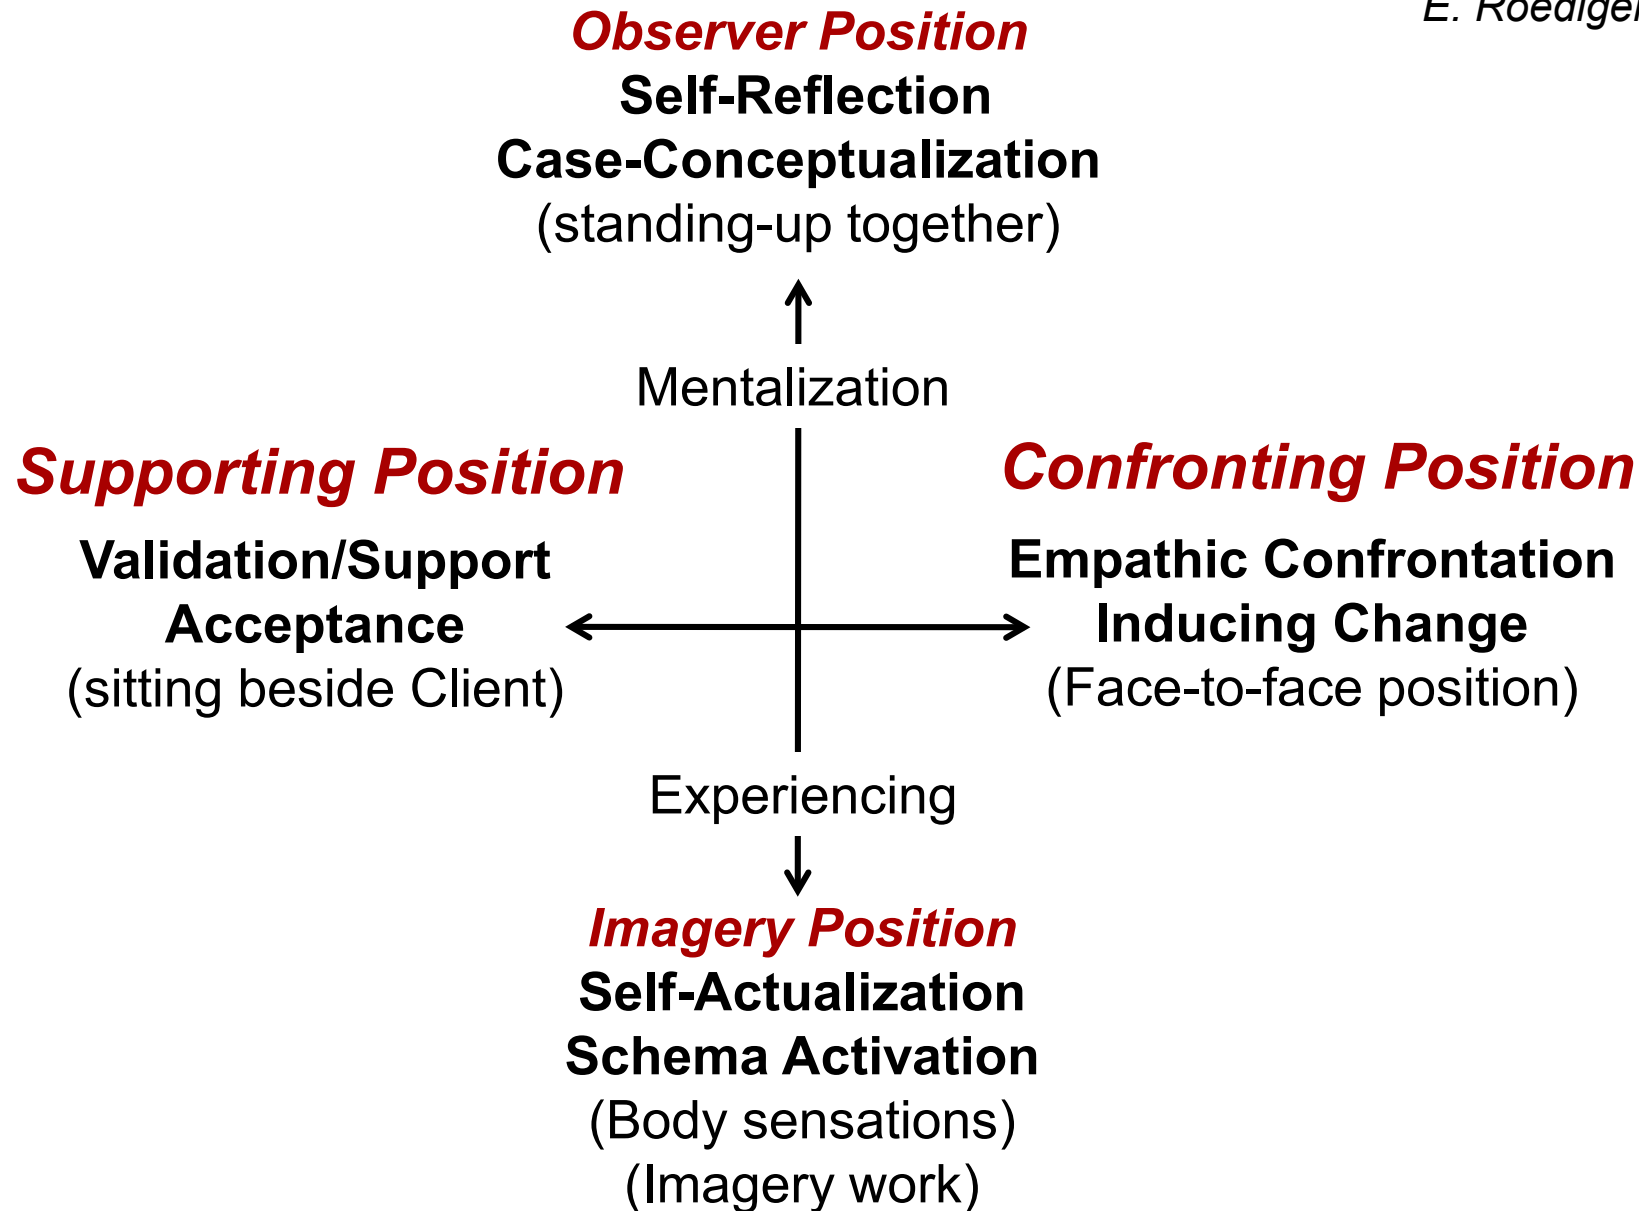 E. Roediger
Observer Position
Self-Reflection
Case-Conceptualization
(standing-up together)
Mentalization
Supporting Position
Validation/Support
Acceptance
(sitting beside Client)
Confronting Position
Empathic Confrontation
Inducing Change
(Face-to-face position)
Experiencing
Imagery Position
Self-Actualization
Schema Activation
(Body sensations)
(Imagery work)